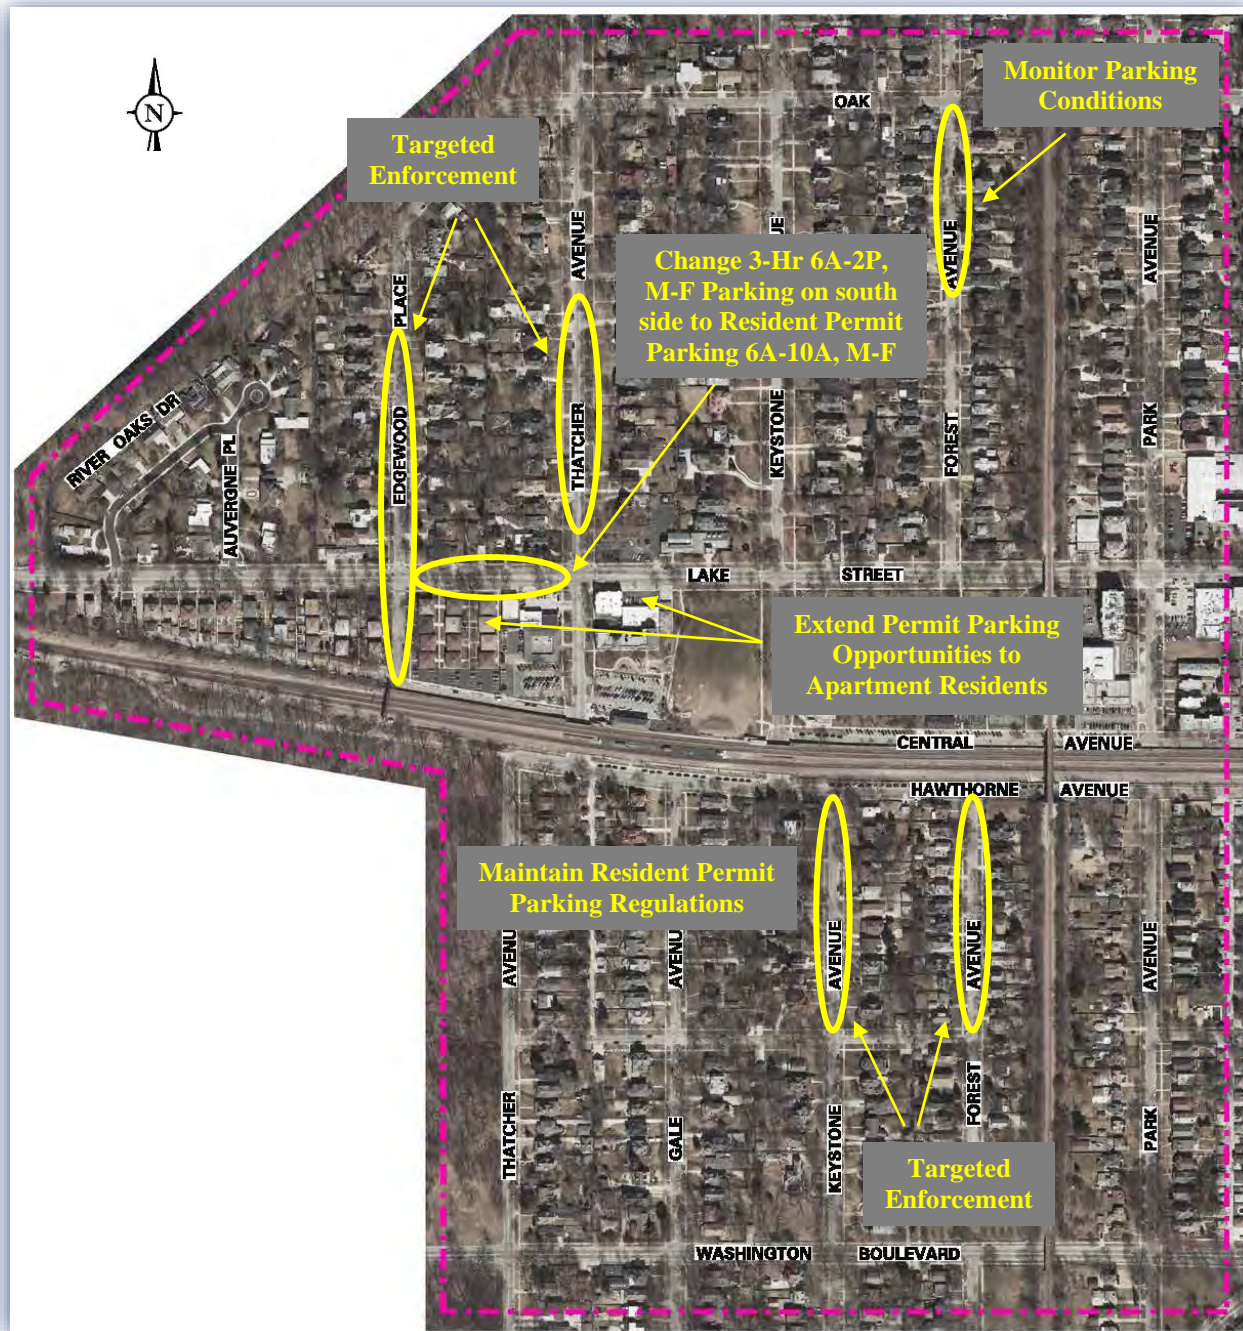 N
OAK
Monitor Parking
Conditions
Targeted
Enforcement
AVENUE
AVENUE
AVENUE
Change 3-Hr 6A-2P,
M-F Parking on south
side to Resident Permit
Parking 6A-10A, M-F
PLACE
EDGEWOOD
THATCHER
KEYSTONE
FOREST
PARK
RIVER OAKS DR
AUVERGNE PL
LAKE
STREET
Extend Permit Parking
Opportunities to
Apartment Residents
CENTRAL
AVENUE
HAWTHORNE
AVENUE
Maintain Resident Permit
Parking Regulations
AVENUE
AVENUE
AVENUE
THATCHER
GALE
KEYSTONE
FOREST
PARK
Targeted
Enforcement
WASHINGTON
BOULEVARD